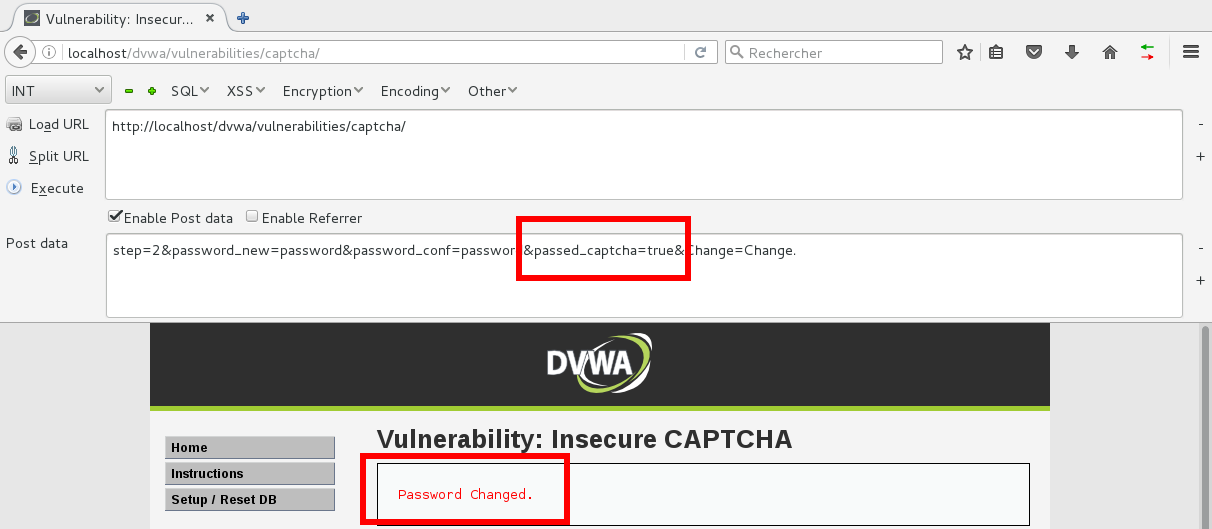 Vulnerability: Insecur...
localhost/dvwa/vulnerabilities/captcha/
Rechercher
INT
SQL
XSS
Encryption
Encoding
Other
Load URL
http://localhost/dvwa/vulnerabilities/captcha/
-
Split URL
+
Execute
Enable Post data
Enable Referrer
Post data
step=2&password_new=password&password_conf=password&passed_captcha=true&Change=Change.
-
+
DVWA
Vulnerability: Insecure CAPTCHA
Home
Instructions
Setup / Reset DB
Password Changed.